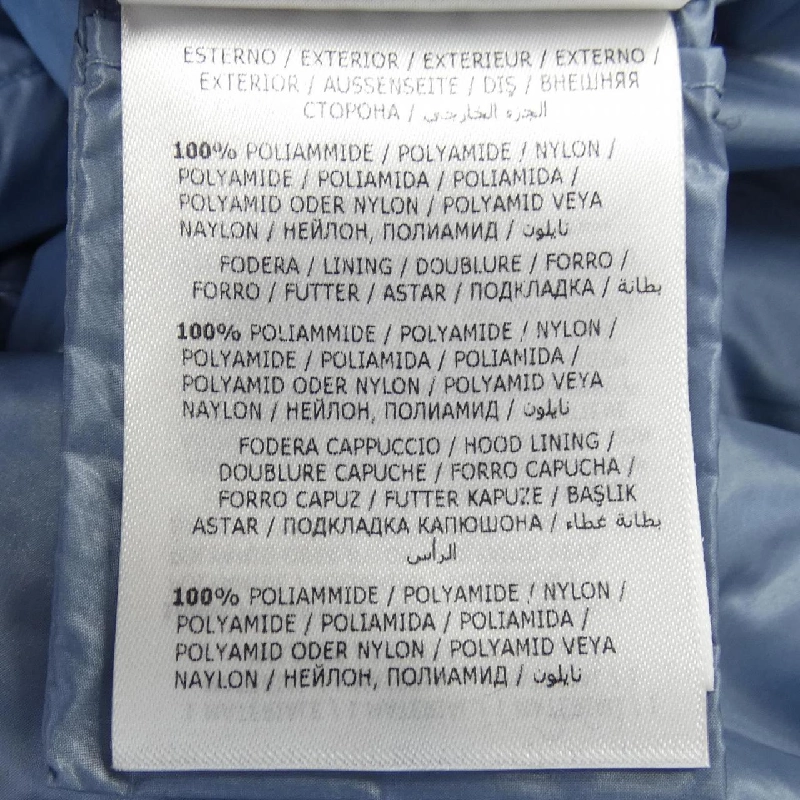 ESTERNO / EXTERIOR / EXTERIEUR / EXTERNO /
EXTERIOR / AUSSENSEITE / DIŞ / ВНЕШНЯЯ
СТОРОНА / الجزء الخارجي
100% POLIAMMIDE / POLYAMIDE / NYLON /
POLYAMIDE / POLIAMIDA / POLIAMIDA /
POLYAMID ODER NYLON / POLYAMID VEYA
NAYLON / НЕЙЛОН, ПОЛИАМИД / نايلون
FODERA / LINING / DOUBLURE / FORRO /
FORRO / FUTTER / ASTAR / ПОДКЛАДКА / بطانة
100% POLIAMMIDE / POLYAMIDE / NYLON /
POLYAMIDE / POLIAMIDA / POLIAMIDA /
POLYAMID ODER NYLON / POLYAMID VEYA
NAYLON / НЕЙЛОН, ПОЛИАМИД / نايلون
FODERA CAPPUCCIO / HOOD LINING /
DOUBLURE CAPUCHE / FORRO CAPUCHA /
FORRO CAPUZ / FUTTER KAPUZE / BAŞLIK
ASTAR / ПОДКЛАДКА КАПЮШОНА / بطانة غطاء
الرأس
100% POLIAMMIDE / POLYAMIDE / NYLON /
POLYAMIDE / POLIAMIDA / POLIAMIDA /
POLYAMID ODER NYLON / POLYAMID VEYA
NAYLON / НЕЙЛОН, ПОЛИАМИД / نايلون